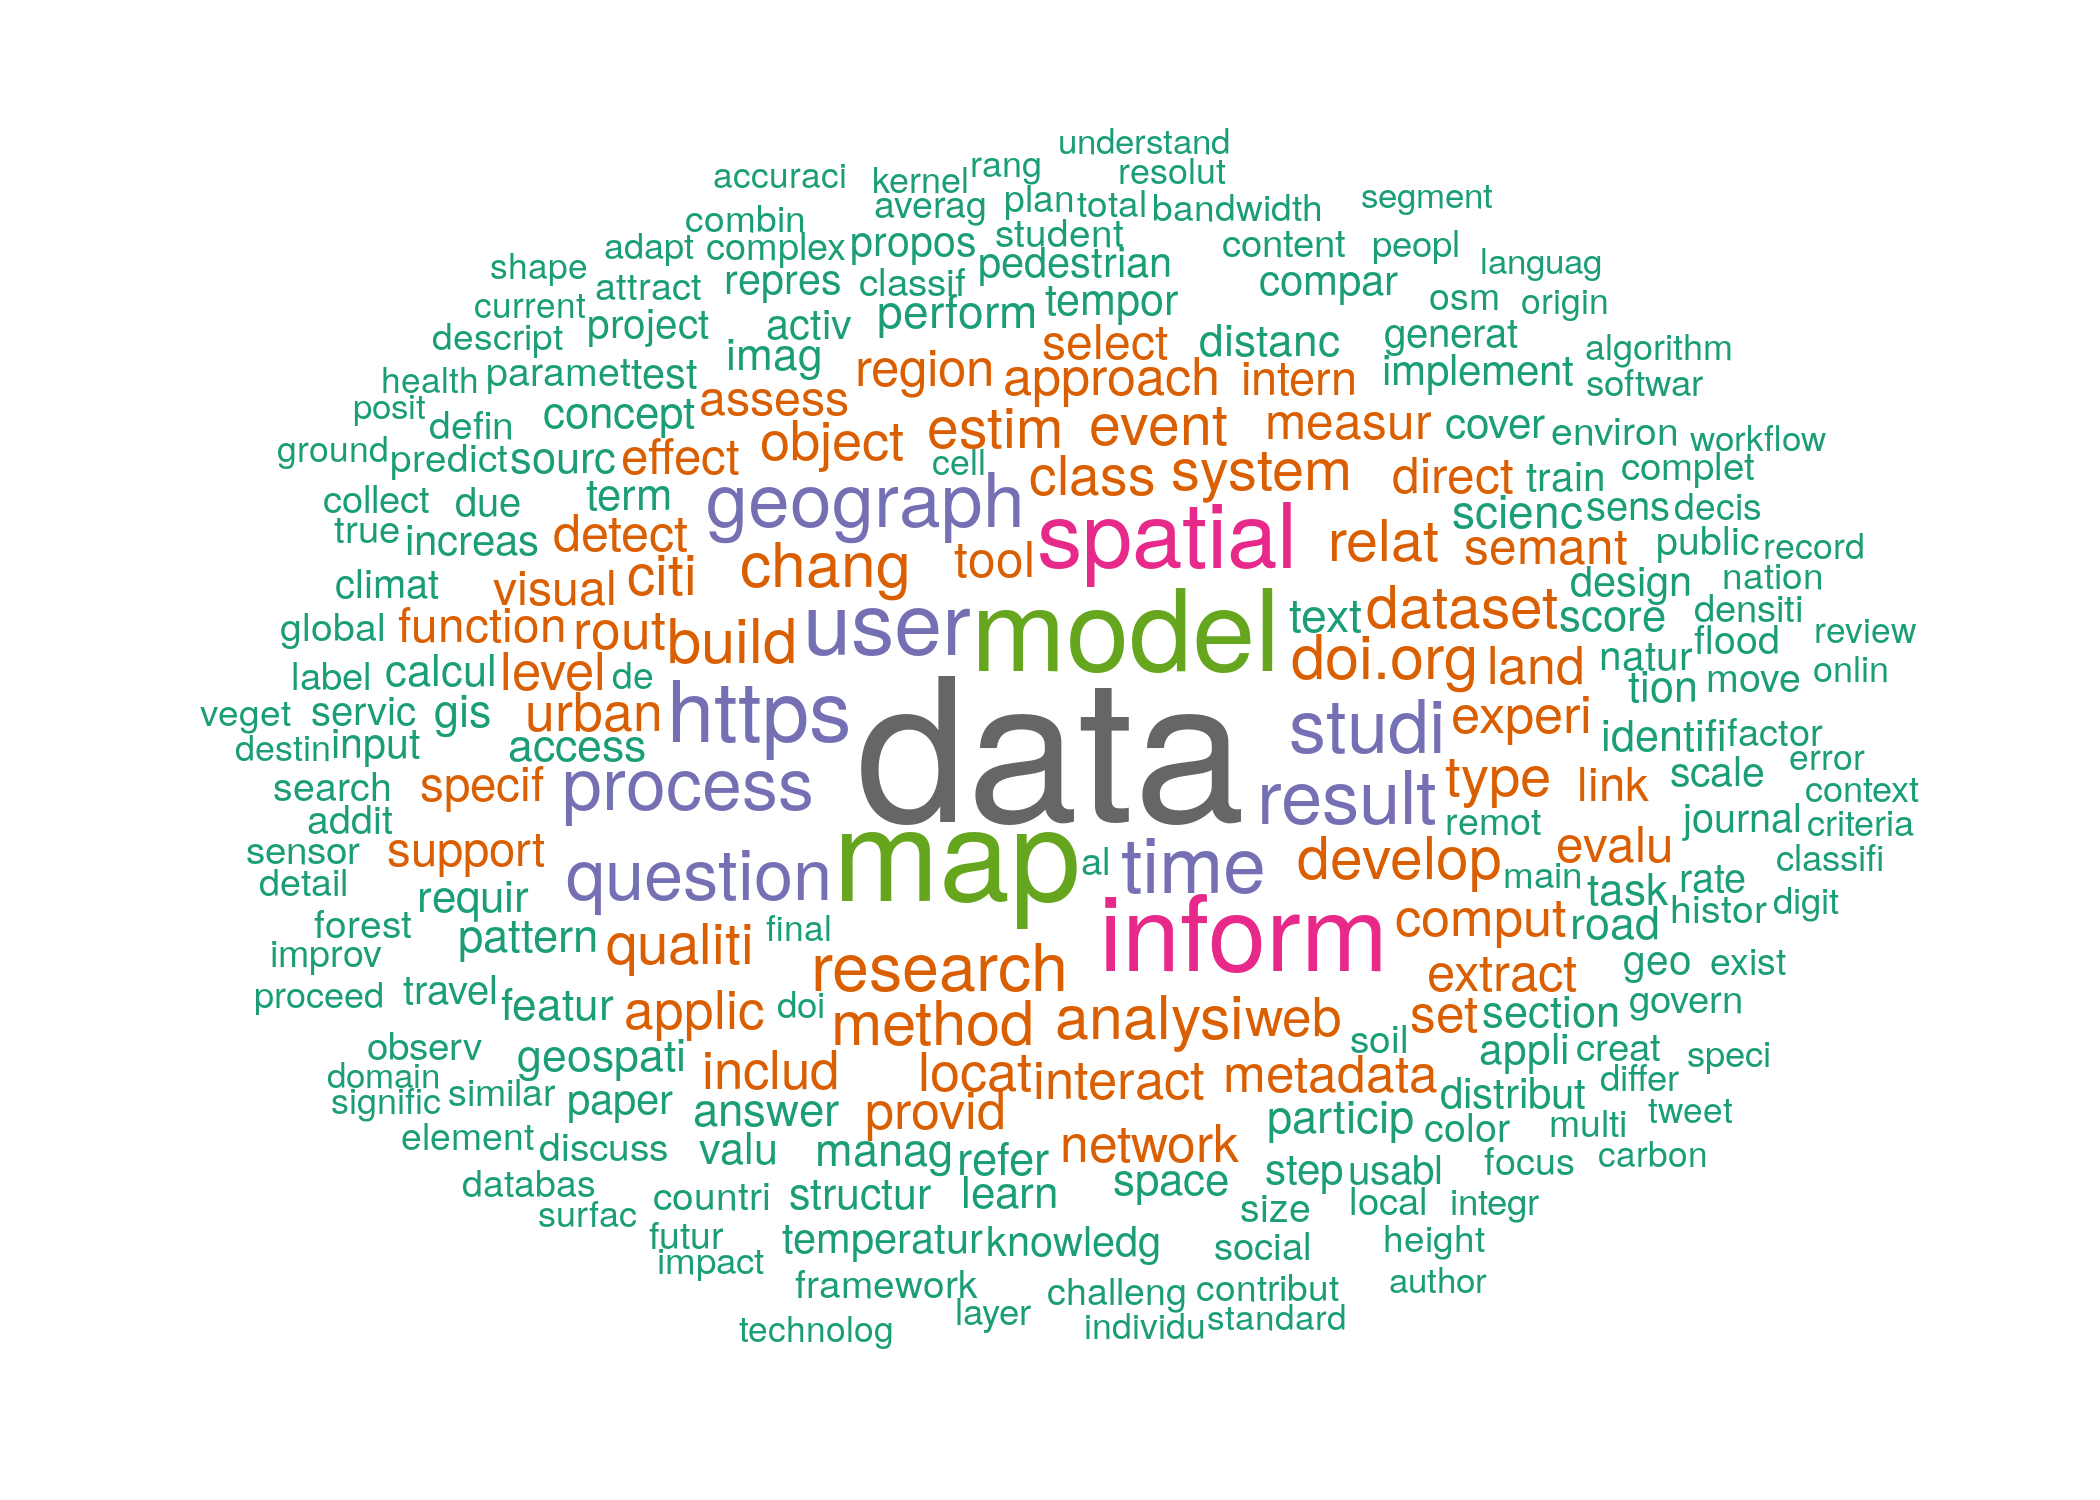 understand
accuraci kernel rang resolut
combin averag plan total bandwidth segment
adapt complex propos student content peopl
shape attract repres classif pedestrian compar languag
current project activ perform tempor osm origin
descript imag region select distanc generat algorithm
health paramet test assess approach intern implement softwar
posit defin concept object estim event measur cover environ workflow
ground predict sourc effect cell class system direct train complet
collect due term geograph spatial scienc sens decis
true increas detect chang tool relat semant public record
climat visual citi user model text dataset design nation
global function rout build doi.org score densiti review
label calcul level de land natur flood onlin
veget servic gis urban https data studi experi tion move
destin input access identifi factor error
search specif process result type link scale context
addit support map remot journal criteria
sensor question al time develop evalu classifi
detail requir main task rate digit
forest pattern qualiti final research inform comput road histor
improv extract geo exist
proceed travel featur applic doi method analysi web set section govern
observ geospati includ locat interact metadata soil appli creat speci
domain similar paper answer provid distribut differ
signific network particip color multi tweet
element discuss valu manag refer step usabl focus carbon
databas countri structur learn space size local integr
surfac futur temperatur knowledg social height
impact framework challeng contribut author
technolog layer individu standard